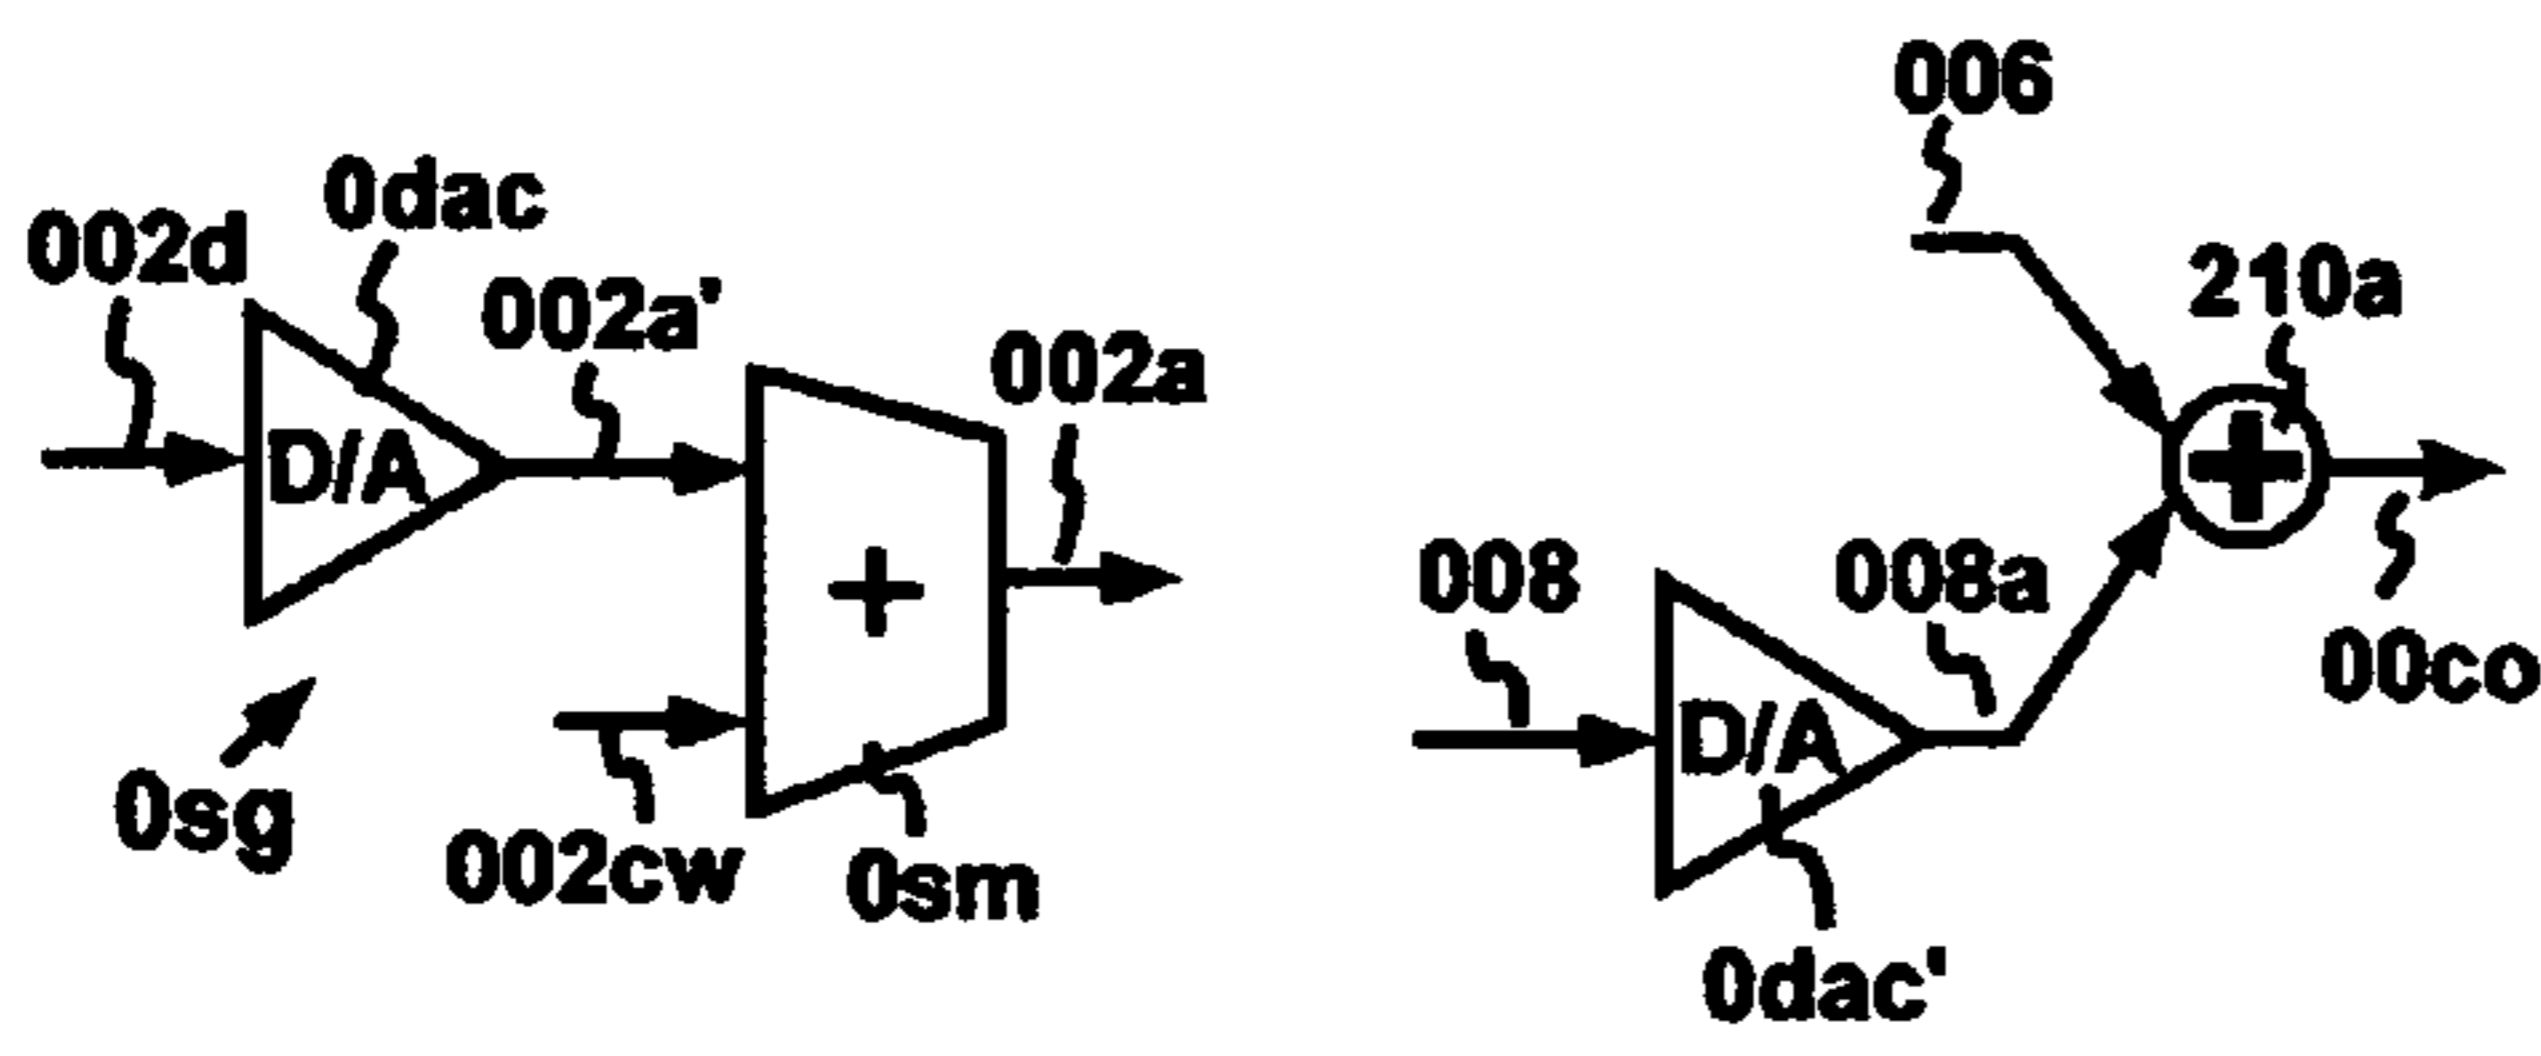 002d
0dac
002a'
002a
D/A
+
0sg
002cw
0sm
006
210a
+
008
008a
D/A
00co
0dac'